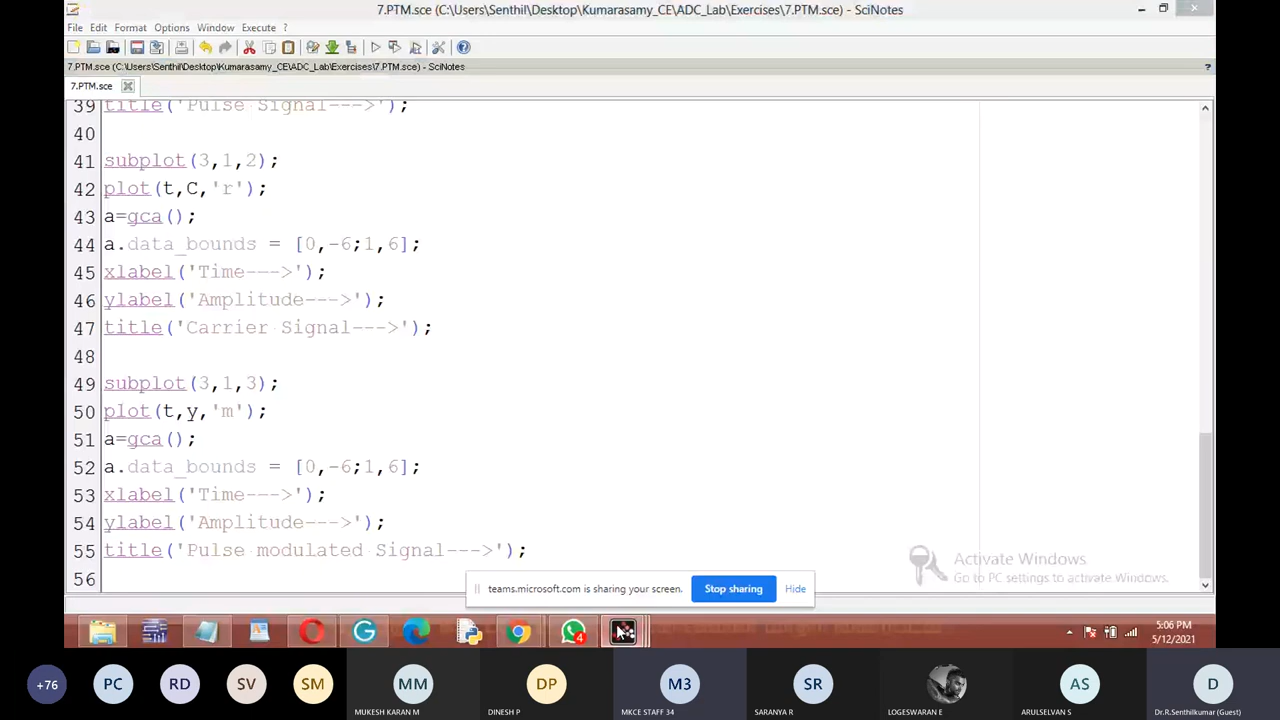 7.PTM.sce (C:\Users\Senthil\Desktop\Kumarasamy_CE\ADC_Lab\Exercises\7.PTM.sce) - SciNotes
File Edit Format Options Window Execute ?
7.PTM.sce (C:\Users\Senthil\Desktop\Kumarasamy_CE\ADC_Lab\Exercises\7.PTM.sce) - SciNotes
?
7.PTM.sce
39 title('Pulse Signal--->');
40
41 subplot(3,1,2);
42 plot(t,C,'r');
43 a=gca();
44 a.data_bounds = [0,-6;1,6];
45 xlabel('Time--->');
46 ylabel('Amplitude--->');
47 title('Carrier Signal--->');
48
49 subplot(3,1,3);
50 plot(t,y,'m');
51 a=gca();
52 a.data_bounds = [0,-6;1,6];
53 xlabel('Time--->');
54 ylabel('Amplitude--->');
55 title('Pulse modulated Signal--->');
56
Activate Windows
Go to PC settings to activate Windows.
teams.microsoft.com is sharing your screen. Stop sharing Hide
4
5:06 PM
5/12/2021
+76 PC RD SV SM MM DP M3 SR AS D
MUKESH KARAN M DINESH P MKCE STAFF 34 SARANYA R LOGESWARAN E ARULSELVAN S Dr.R.Senthilkumar (Guest)